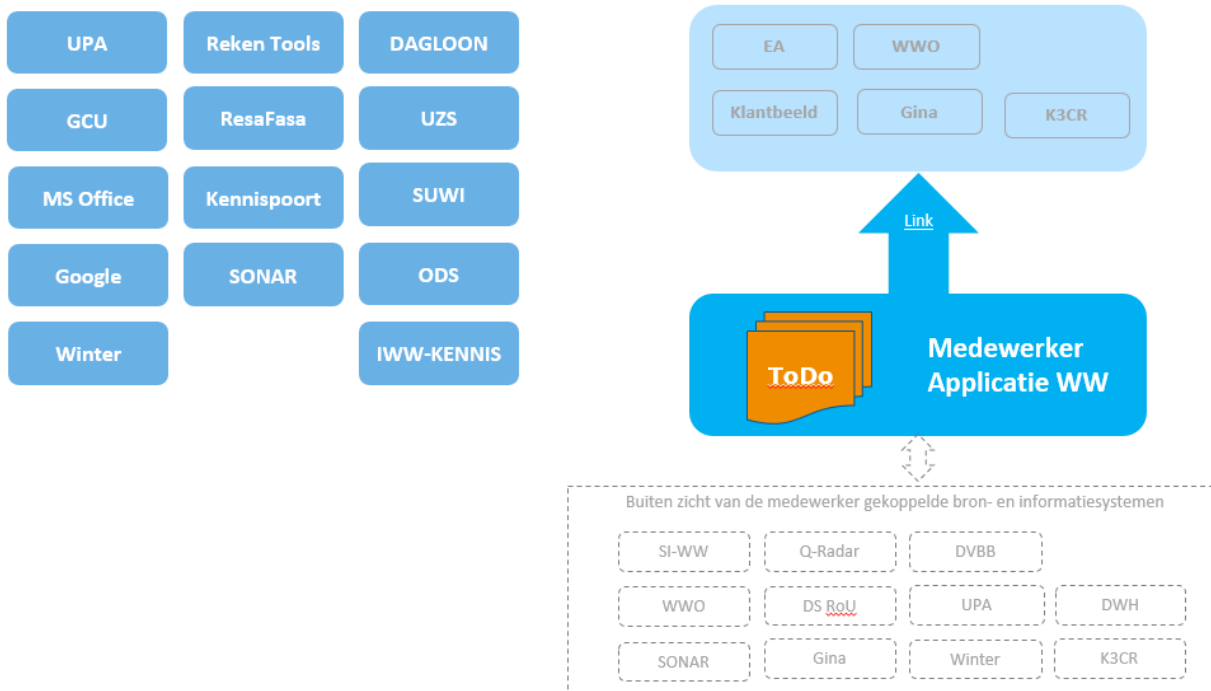 UPA
Reken Tools
DAGLOON
GCU
ResaFasa
UZS
MS Office
Kennispoort
SUWI
Google
SONAR
ODS
Winter
IWW-KENNIS
EA
WWO
Klantbeeld
Gina
K3CR
Link
ToDo
Medewerker
Applicatie WW
Buiten zicht van de medewerker gekoppelde bron- en informatiesystemen
SI-WW
Q-Radar
DVBB
WWO
DS RoU
UPA
DWH
SONAR
Gina
Winter
K3CR